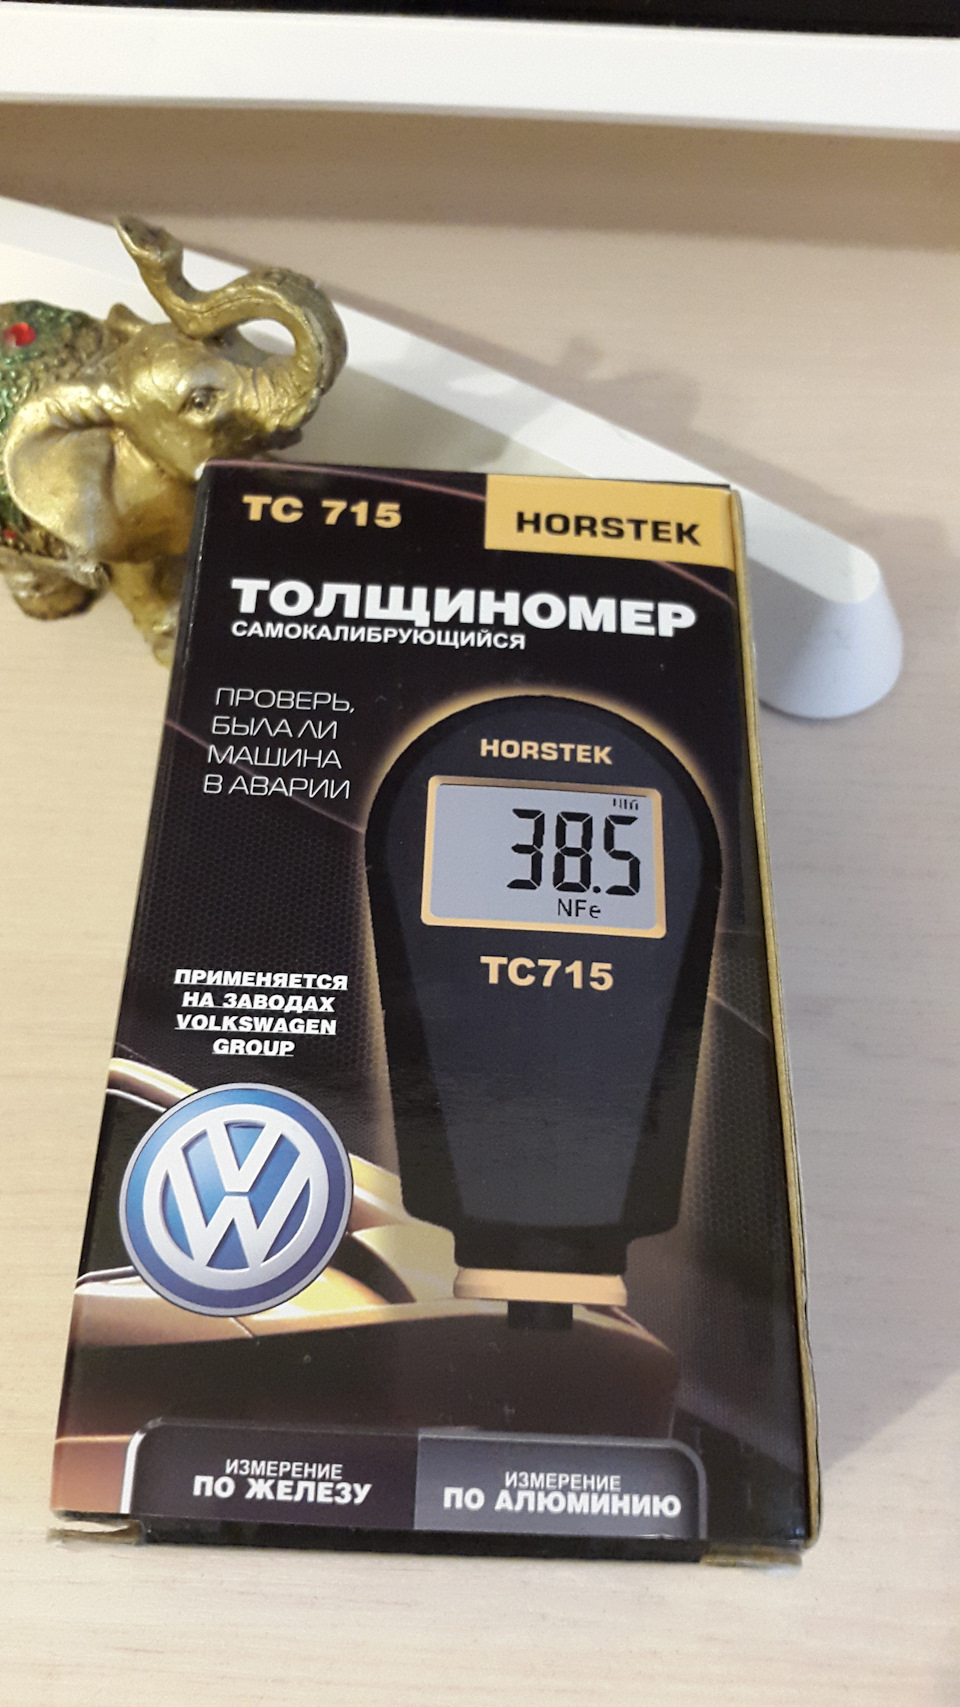 TC 715
HORSTEK
ТОЛЩИНОМЕР
САМОКАЛИБРУЮЩИЙСЯ
ПРОВЕРЬ,
БЫЛА ЛИ
МАШИНА
В АВАРИИ
HORSTEK
38.5
NFe
TC715
ПРИМЕНЯЕТСЯ
НА ЗАВОДАХ
VOLKSWAGEN
GROUP
ИЗМЕРЕНИЕ
ПО ЖЕЛЕЗУ
ИЗМЕРЕНИЕ
ПО АЛЮМИНИЮ